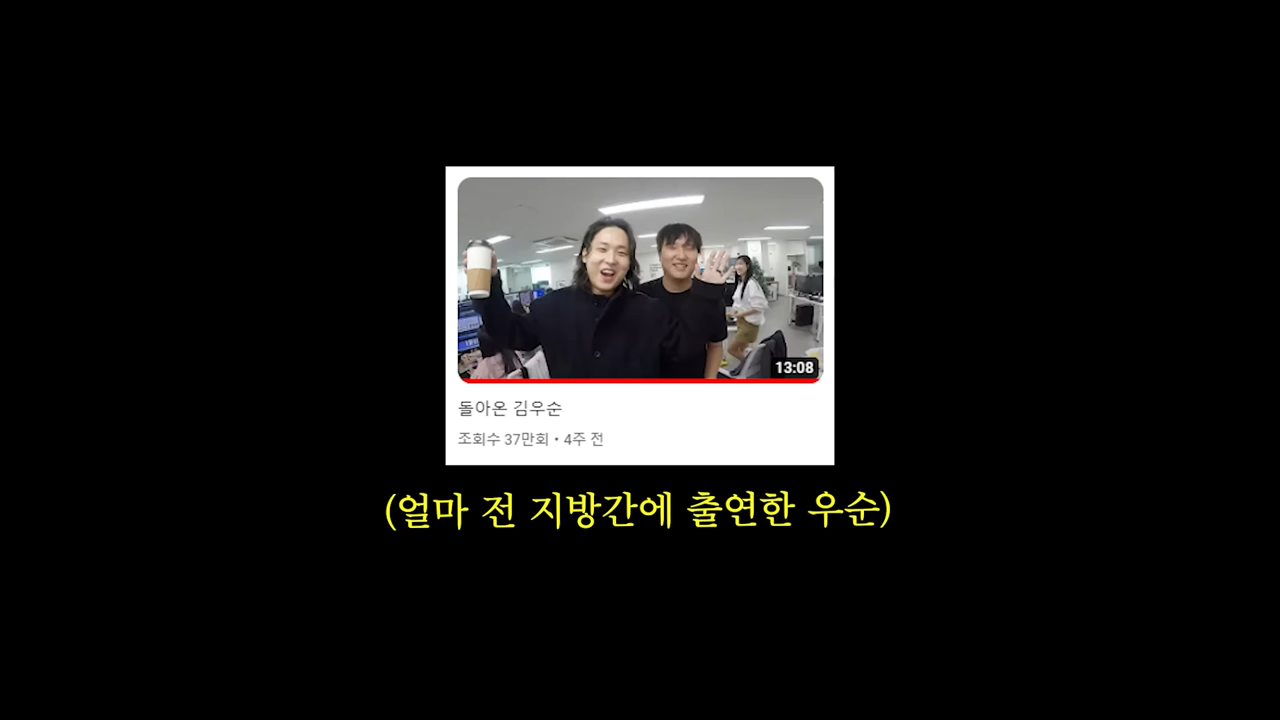 13:08
돌아온 김우순
조회수 37만회 • 4주 전
(얼마 전 지방간에 출연한 우순)